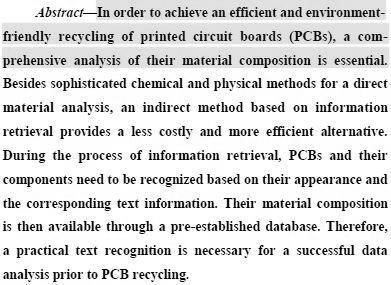 Abstract—In order to achieve an efficient and environment-
friendly recycling of printed circuit boards (PCBs), a com-
prehensive analysis of their material composition is essential.
Besides sophisticated chemical and physical methods for a direct
material analysis, an indirect method based on information
retrieval provides a less costly and more efficient alternative.
During the process of information retrieval, PCBs and their
components need to be recognized based on their appearance and
the corresponding text information. Their material composition
is then available through a pre-established database. Therefore,
a practical text recognition is necessary for a successful data
analysis prior to PCB recycling.